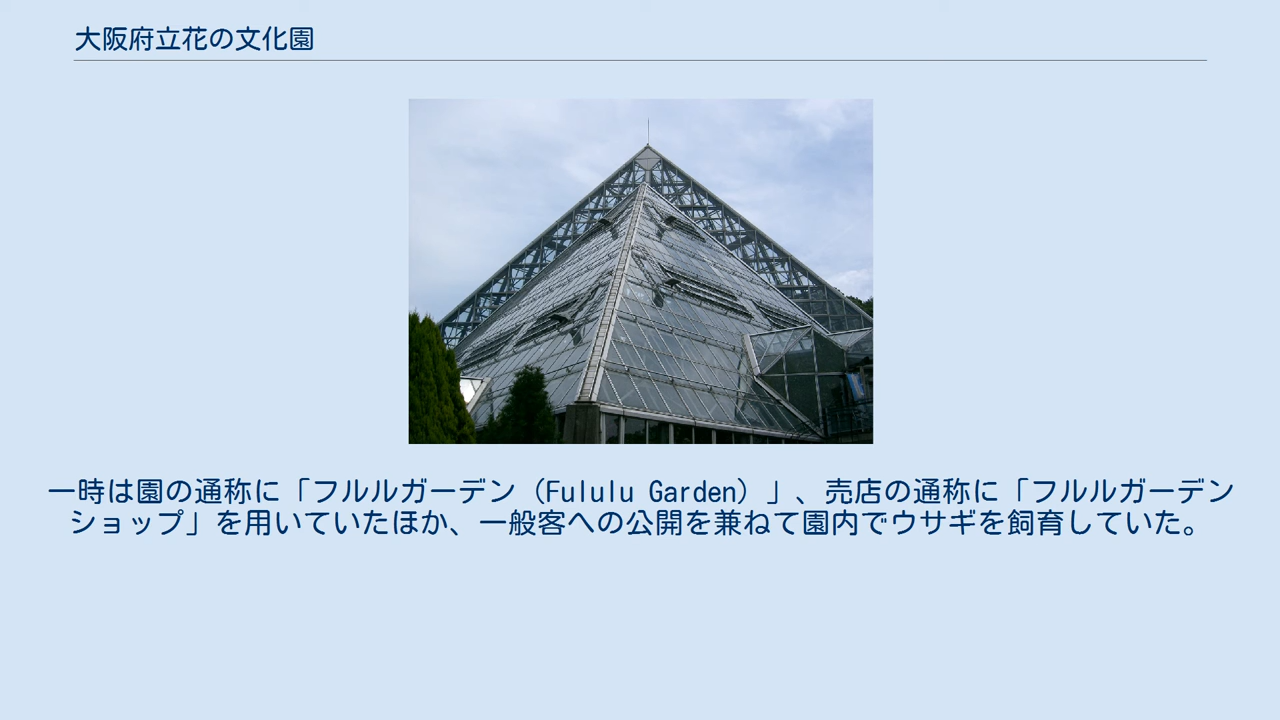 大阪府立花の文化園
一時は園の通称に「フルルガーデン（Fululu Garden）」、売店の通称に「フルルガーデン
ショップ」を用いていたほか、一般客への公開を兼ねて園内でウサギを飼育していた。